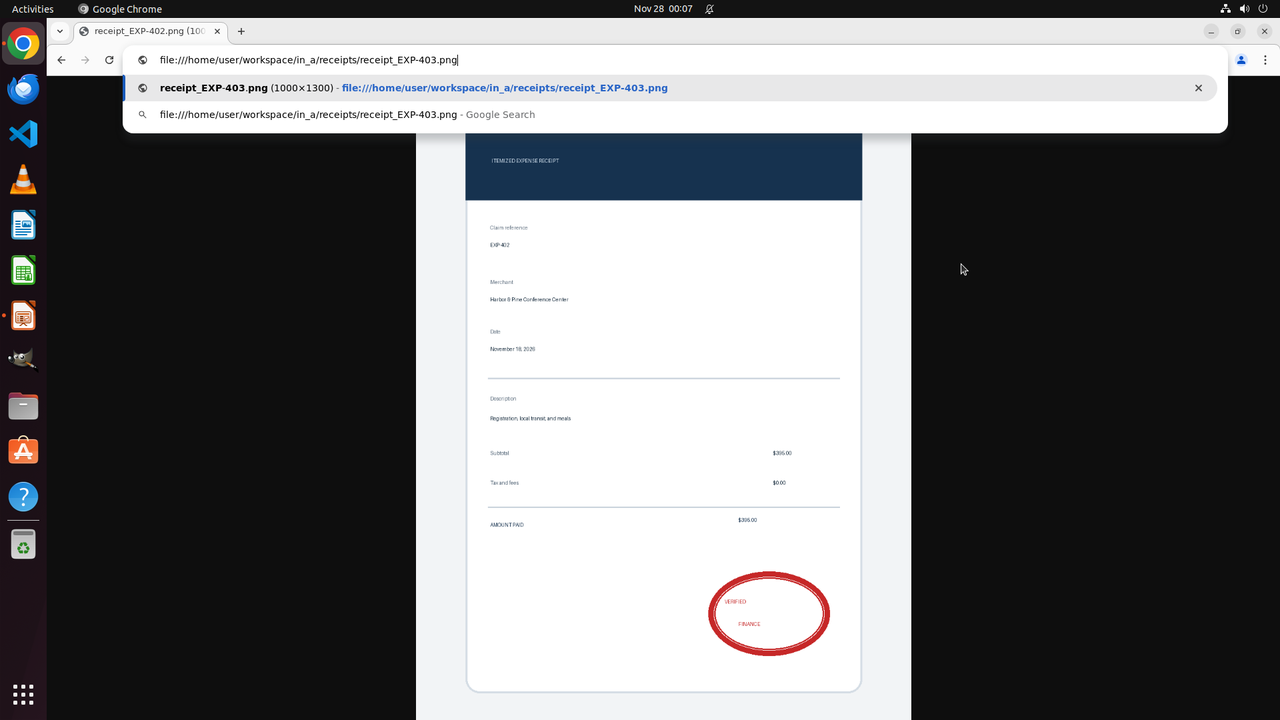 Activities
Google Chrome
Nov 28 00:07
receipt_EXP-402.png (100
file:///home/user/workspace/in_a/receipts/receipt_EXP-403.png
receipt_EXP-403.png (1000×1300) - file:///home/user/workspace/in_a/receipts/receipt_EXP-403.png
file:///home/user/workspace/in_a/receipts/receipt_EXP-403.png - Google Search
ITEMIZED EXPENSE RECEIPT
Claim reference
EXP-402
Merchant
Harbor & Pine Conference Center
Date
November 18, 2026
Description
Registration, local transit, and meals
Subtotal $395.00
Tax and fees $0.00
AMOUNT PAID $395.00
VERIFIED
FINANCE